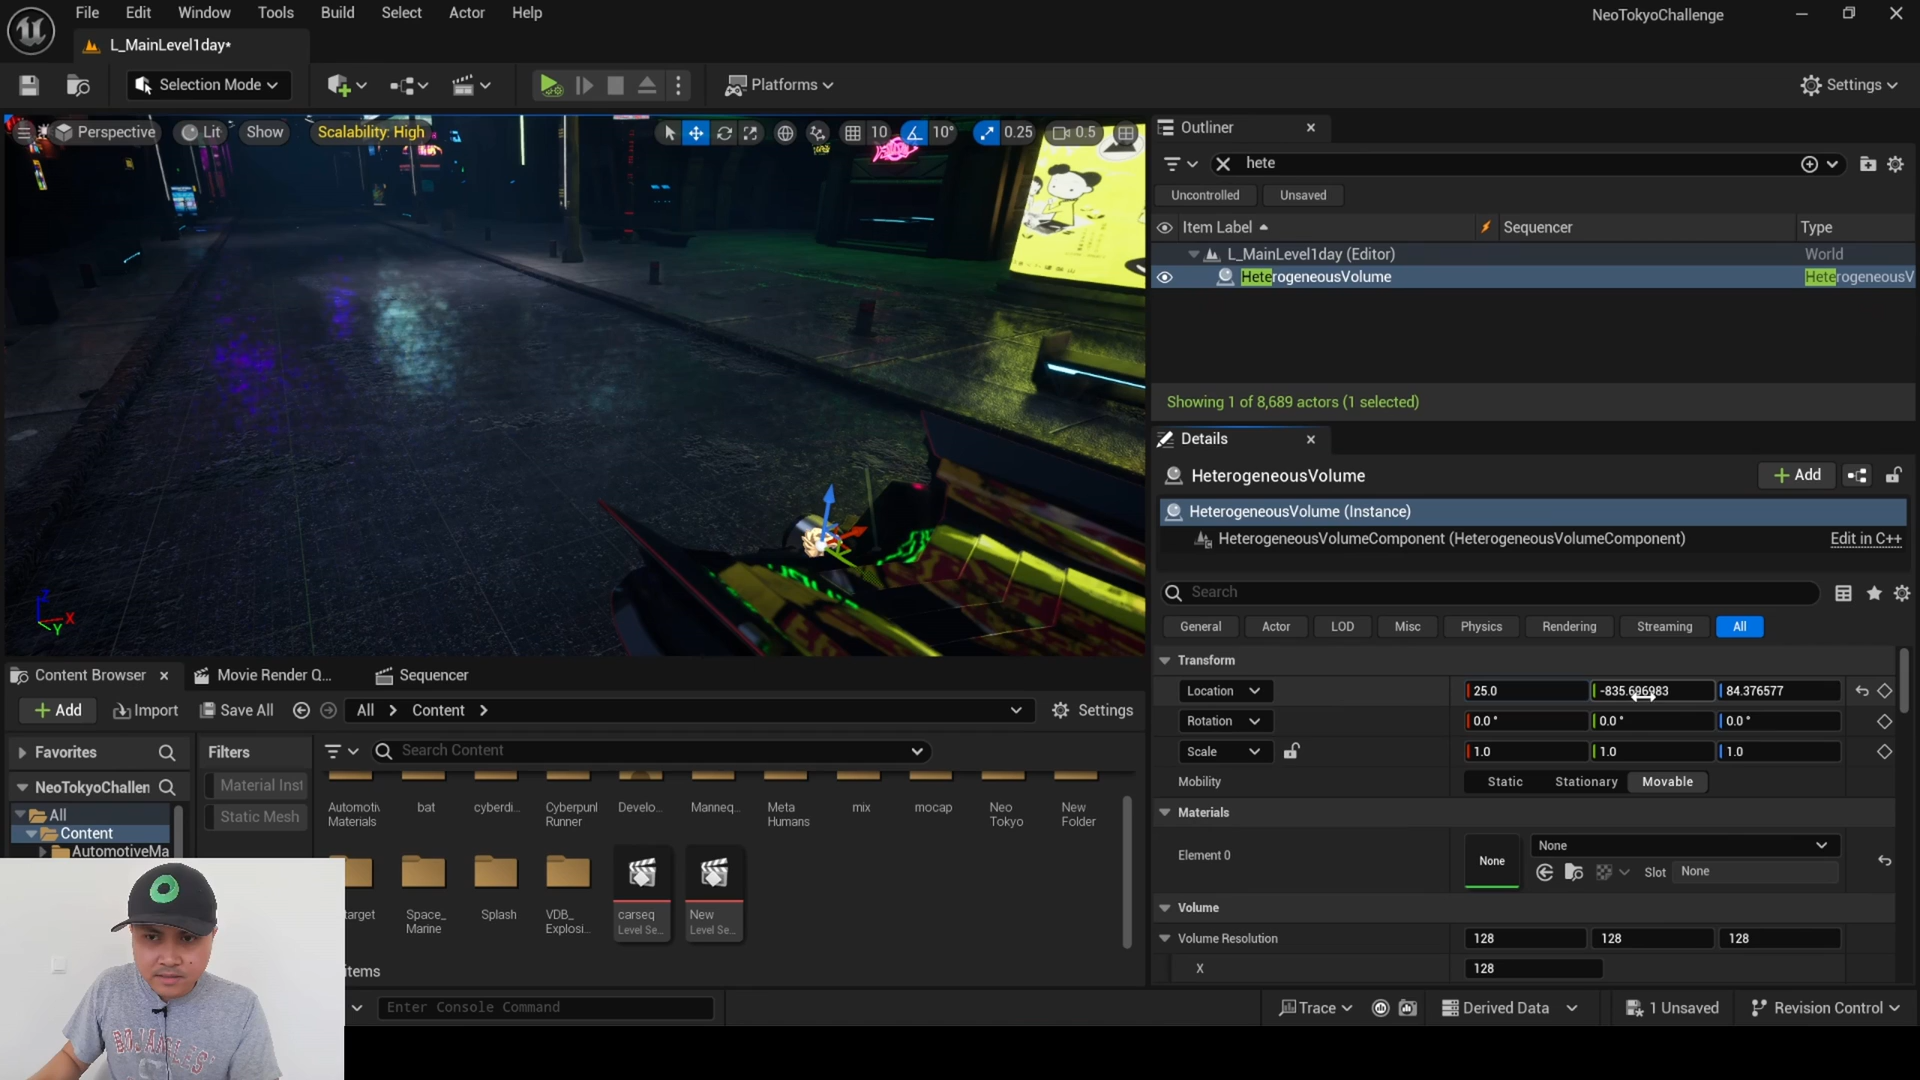 File Edit Window Tools Build Select Actor Help
NeoTokyoChallenge
L_MainLevel1day*
Selection Mode
Platforms
Settings
Perspective Lit Show Scalability: High
10 10° 0.25 0.5
Outliner
hete
Uncontrolled Unsaved
Item Label Sequencer Type
L_MainLevel1day (Editor) World
HeterogeneousVolume HeterogeneousV
Showing 1 of 8,689 actors (1 selected)
Details
HeterogeneousVolume
Add
HeterogeneousVolume (Instance)
HeterogeneousVolumeComponent (HeterogeneousVolumeComponent) Edit in C++
Search
General Actor LOD Misc Physics Rendering Streaming All
Transform
Location 25.0 -835.696983 84.376577
Rotation 0.0° 0.0° 0.0°
Scale 1.0 1.0 1.0
Mobility Static Stationary Movable
Materials
Element 0 None None
Slot None
Volume
Volume Resolution 128 128 128
X 128
Content Browser Movie Render Q... Sequencer
Add Import Save All All Content Settings
Favorites Filters Search Content
NeoTokyoChallen
Material Inst
Static Mesh
All
Content
AutomotiveMa
Automoti Materials
bat
cyberdi...
Cyberpunl Runner
Develo...
Manneq...
Meta Humans
mix
mocap
Neo Tokyo
New Folder
target
Space_ Marine
Splash
VDB_ Explosi...
carseq Level Se...
New Level Se...
items
Enter Console Command
Trace Derived Data 1 Unsaved Revision Control
X
Z
Y
BOJANGLES'